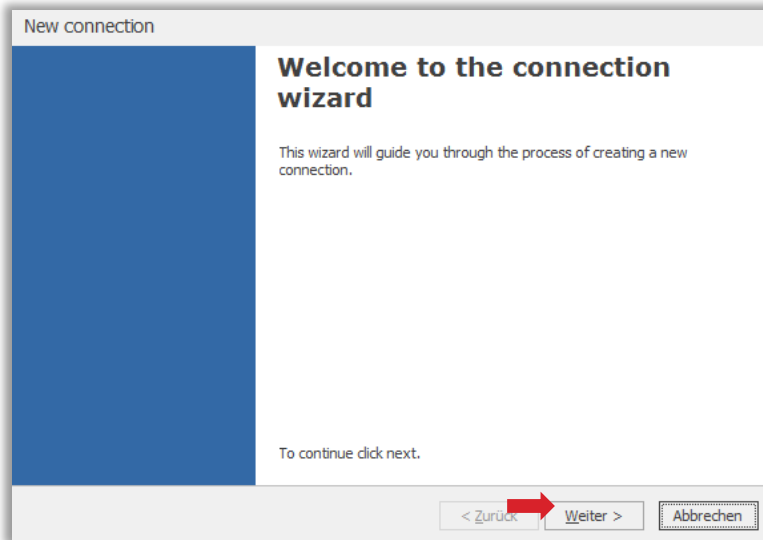 New connection
Welcome to the connection
wizard
This wizard will guide you through the process of creating a new
connection.
To continue click next.
< Zurück
Weiter >
Abbrechen